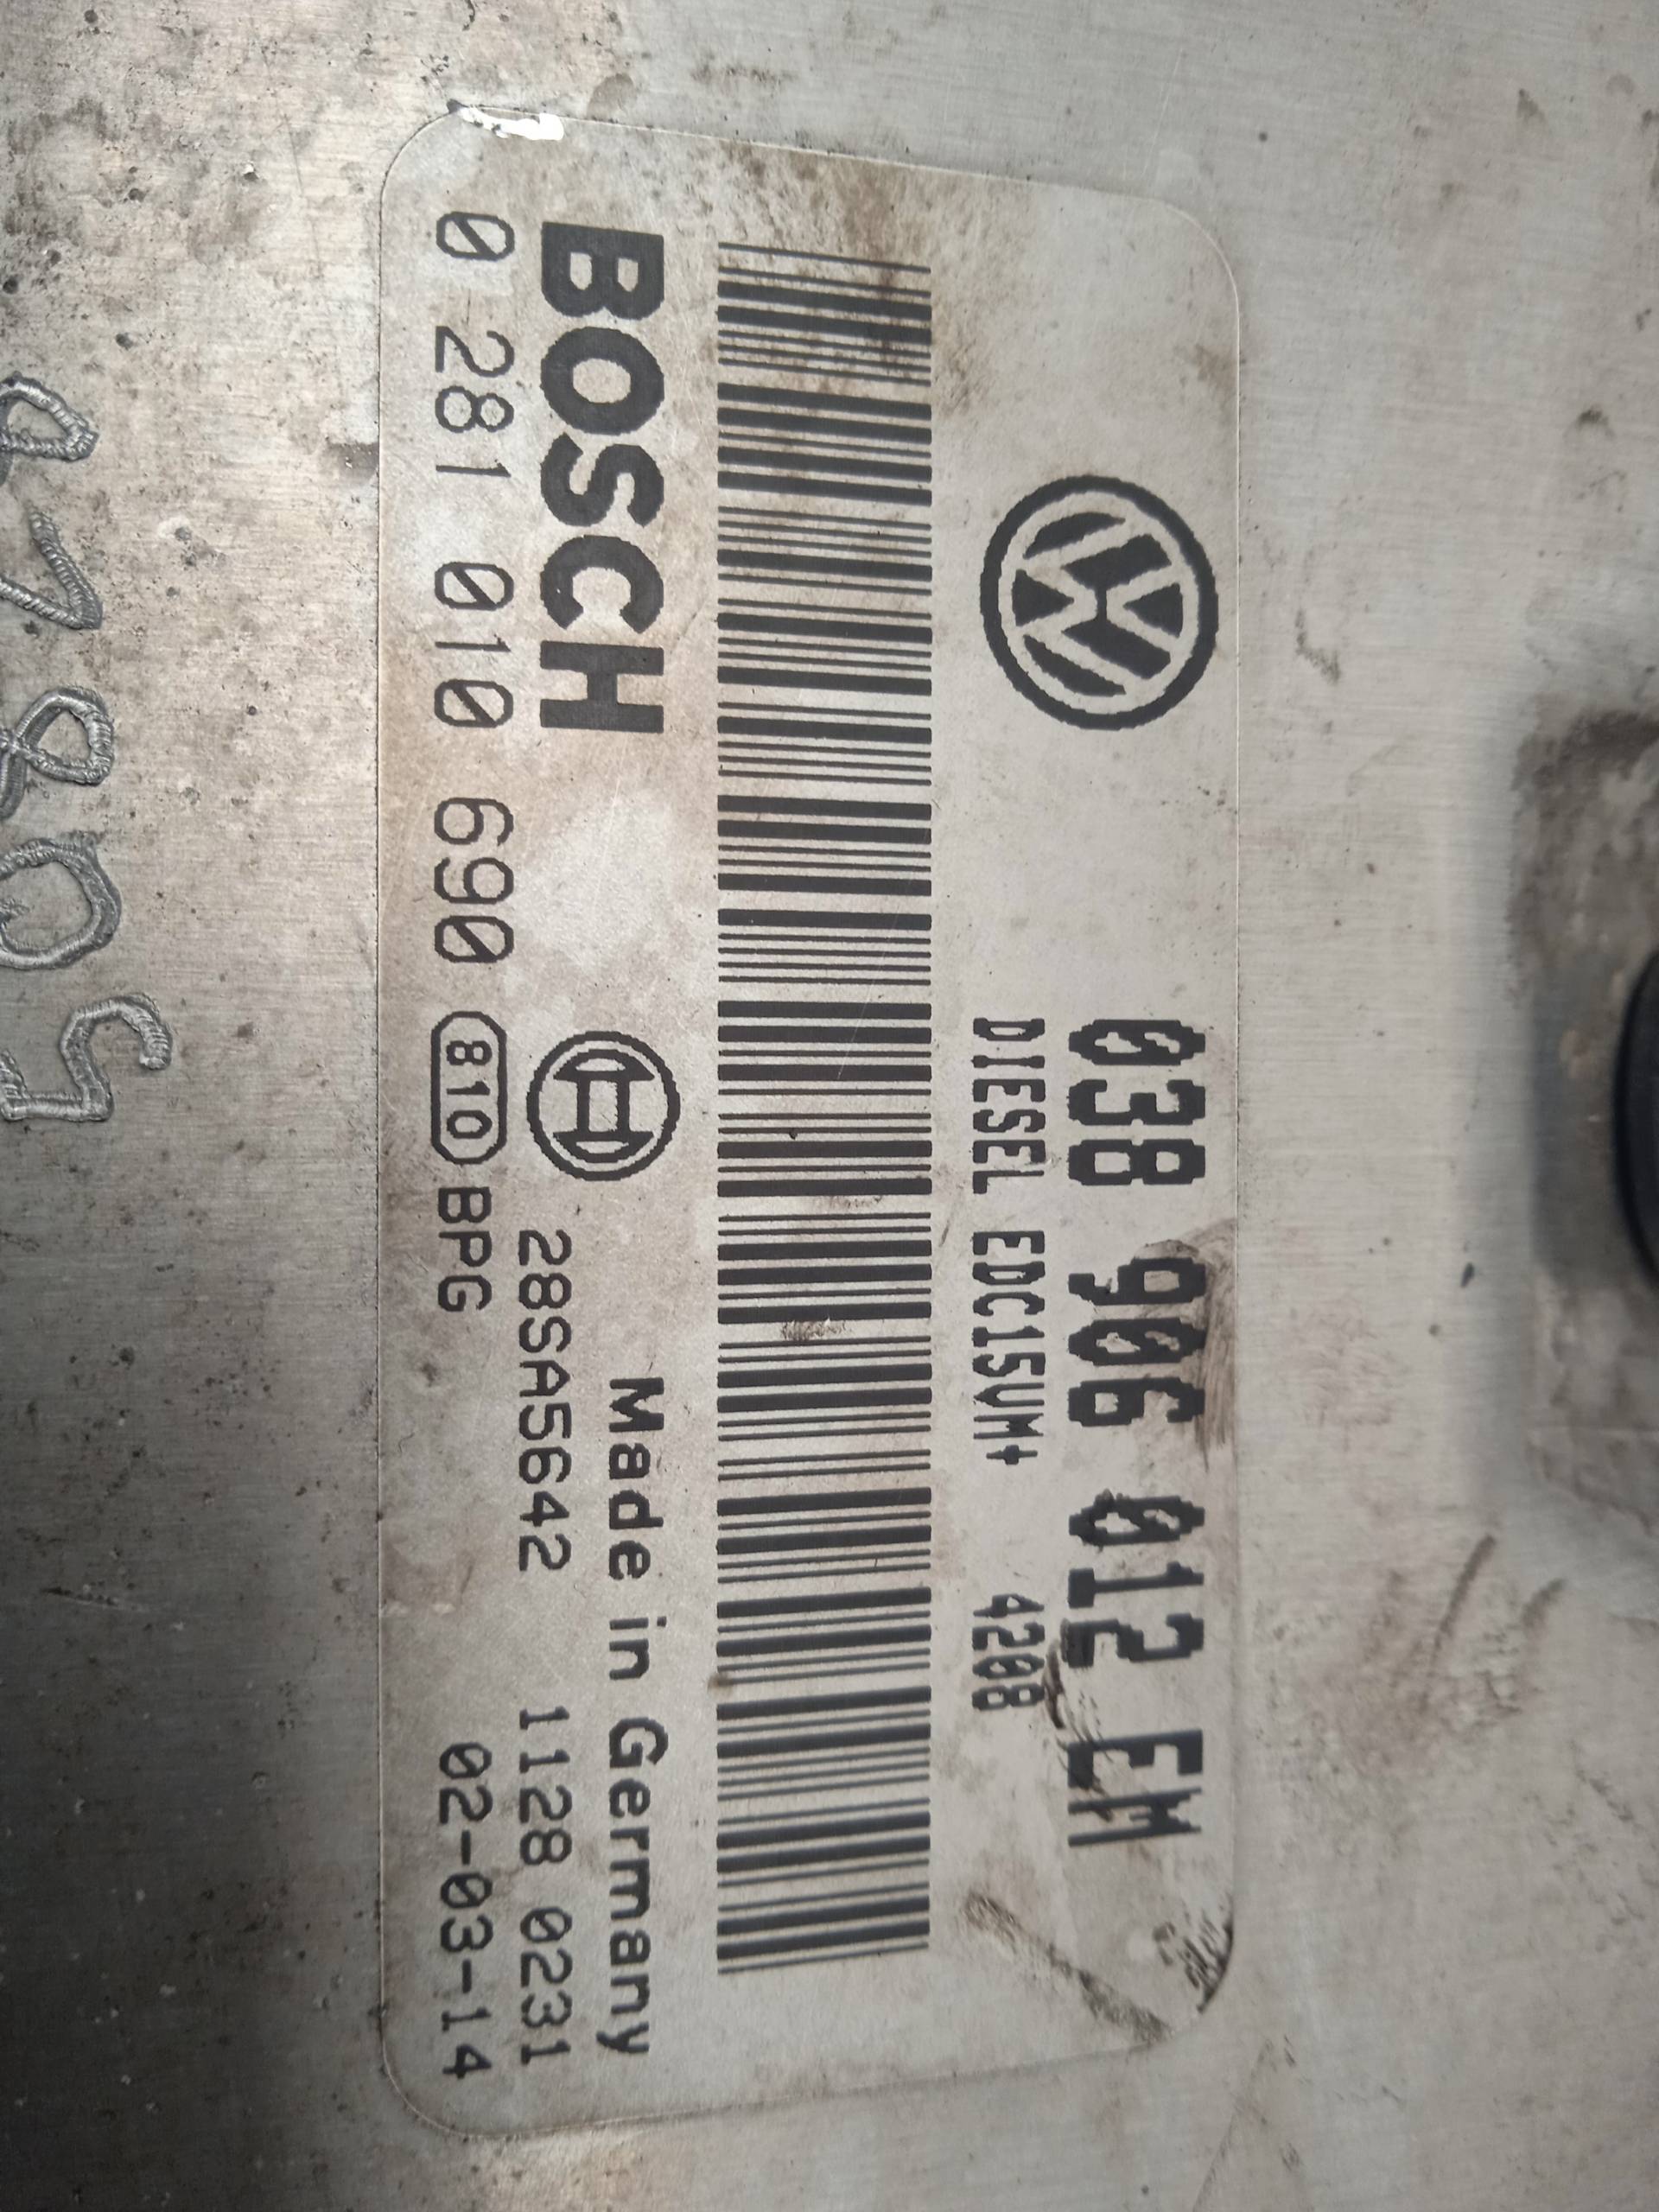 038 906 012 EM
DIESEL EDC15VM+ 4208
BOSCH Made in Germany
28SA5642 1128 0231
0 281 010 690 810 BPG 02-03-14